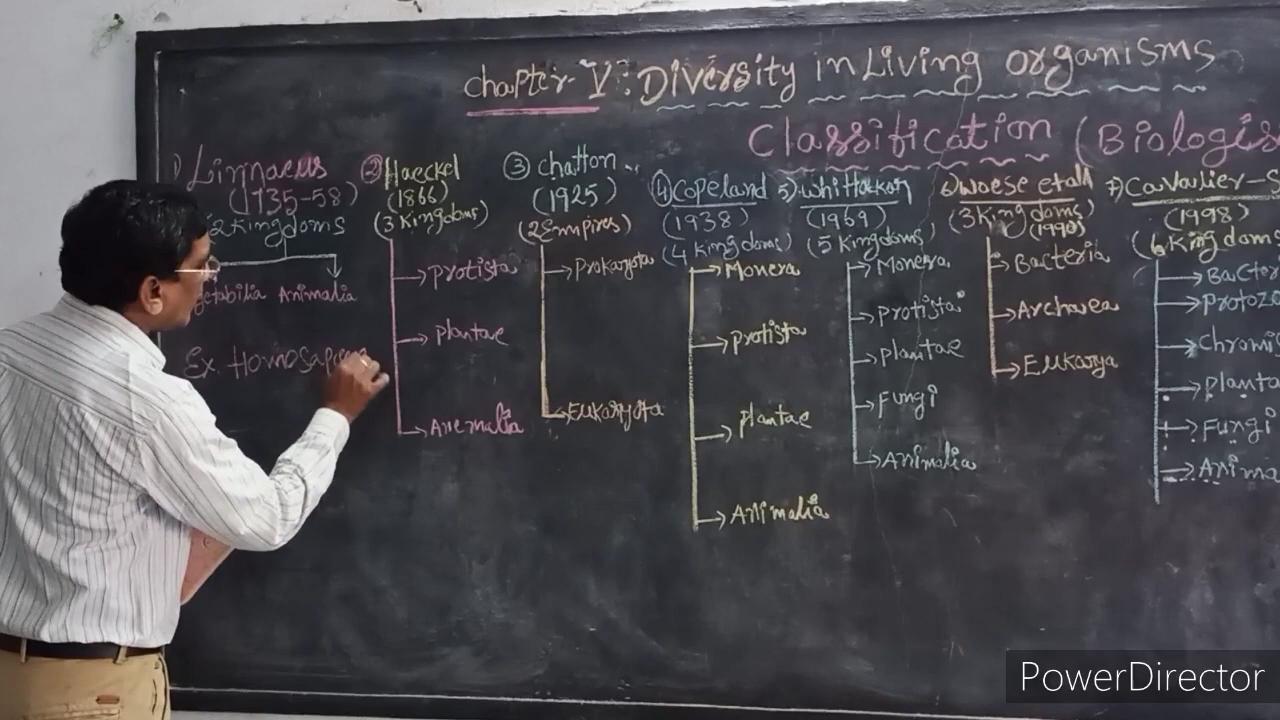 Chapter-V: Diversity in Living organisms
Classification (Biologis
1) Linnaeus
(1735-58)
2 kingdoms
getabilia Animalia
Ex. Homosapiens
② Haeckel
(1866)
(3 kingdoms)
Protista
Plantae
Animalia
③ Chatton
(1925)
(2 Empires)
Prokaryota
Eukaryota
④ Copeland
(1938)
(4 kingdoms)
Monera
Protista
Plantae
Animalia
5) Whittaker
(1969)
(5 kingdoms)
Monera
Protista
Plantae
Fungi
Animalia
6) Woese etall
(3 kingdoms)
(1990)
Bacteria
Archaea
Eukarya
7) Cavalier-S
(1998)
(6 kingdoms
Bacteri
Protozo
Chromi
Planta
Fungi
Anima
PowerDirector